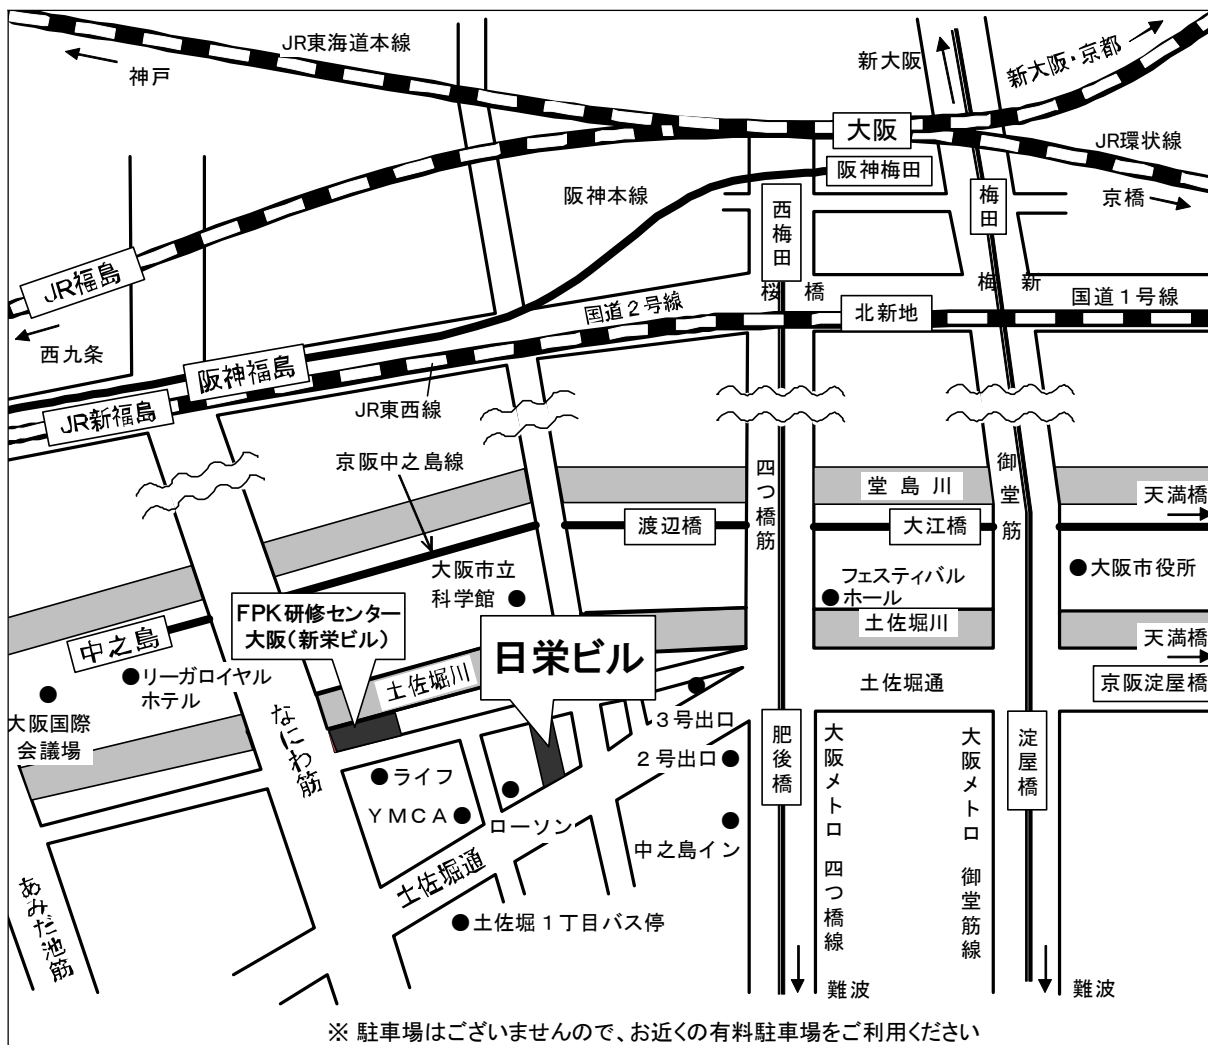 JR東海道本線
神戸
新大阪
新大阪・京都
大阪
JR環状線
京橋
阪神梅田
阪神本線
西梅田
梅田
JR福島
西九条
桜橋
梅新
国道2号線
北新地
国道1号線
阪神福島
JR新福島
JR東西線
京阪中之島線
四つ橋筋
御堂筋
堂島川
天満橋
渡辺橋
大江橋
大阪市立
科学館
フェスティバル
ホール
大阪市役所
FPK研修センター
大阪(新栄ビル)
日栄ビル
土佐堀川
天満橋
中之島
リーガロイヤル
ホテル
土佐堀川
土佐堀通
京阪淀屋橋
大阪国際
会議場
なにわ筋
3号出口
2号出口
肥後橋
大阪メトロ 四つ橋線
大阪メトロ 御堂筋線
淀屋橋
ライフ
YMCA
ローソン
中之島イン
土佐堀通
あみだ池筋
土佐堀1丁目バス停
難波
難波
※ 駐車場はございませんので、お近くの有料駐車場をご利用ください